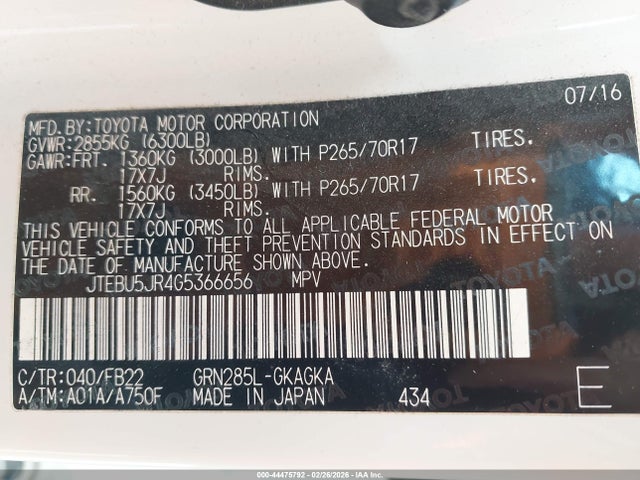 07/16
MFD.BY:TOYOTA MOTOR CORPORATION
GVWR:2855KG (6300LB)
GAWR:FRT. 1360KG (3000LB) WITH P265/70R17 TIRES.
17X7J RIMS.
RR. 1560KG (3450LB) WITH P265/70R17 TIRES.
17X7J RIMS.
THIS VEHICLE CONFORMS TO ALL APPLICABLE FEDERAL MOTOR
VEHICLE SAFETY AND THEFT PREVENTION STANDARDS IN EFFECT ON
THE DATE OF MANUFACTURE SHOWN ABOVE.
JTEBU5JR4G5366656 MPV
C/TR:040/FB22 GRN285L-GKAGKA
A/TM:A01A/A750F MADE IN JAPAN 434 E
000-44475792 - 02/26/2026 - IAA Inc.